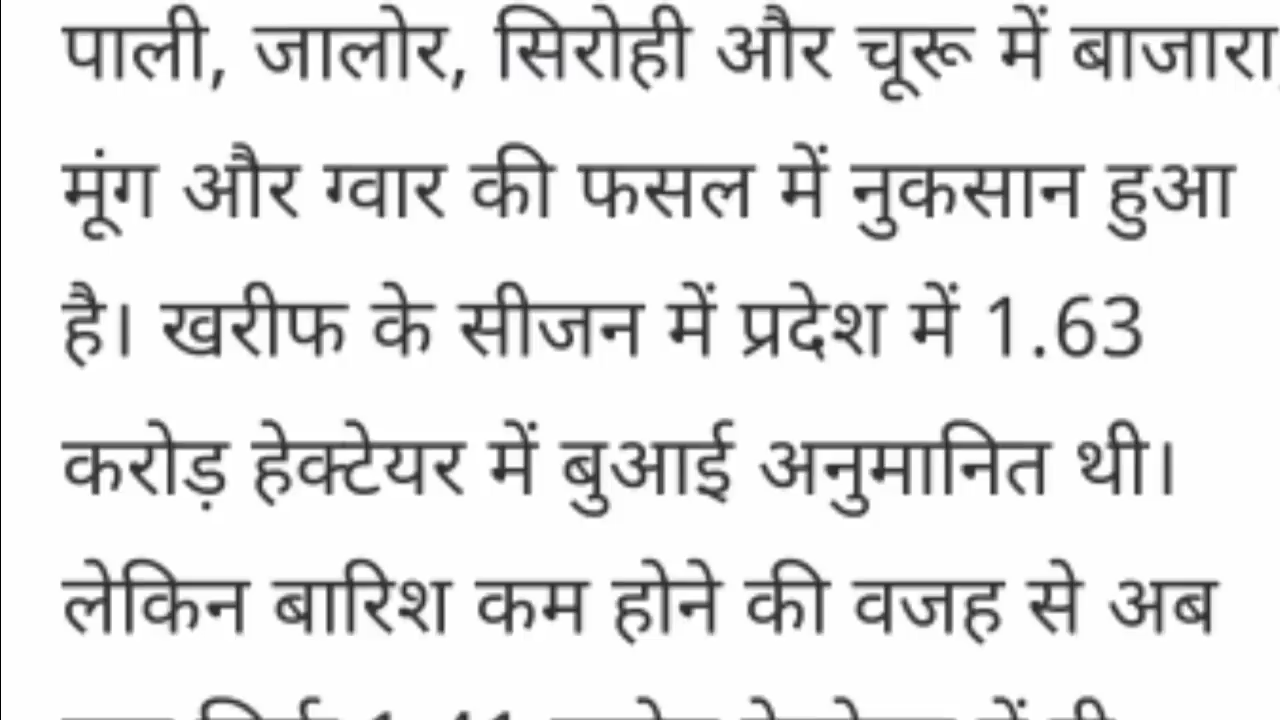 पाली, जालोर, सिरोही और चूरू में बाजारा,
मूंग और ग्वार की फसल में नुकसान हुआ
है। खरीफ के सीजन में प्रदेश में 1.63
करोड़ हेक्टेयर में बुआई अनुमानित थी।
लेकिन बारिश कम होने की वजह से अब